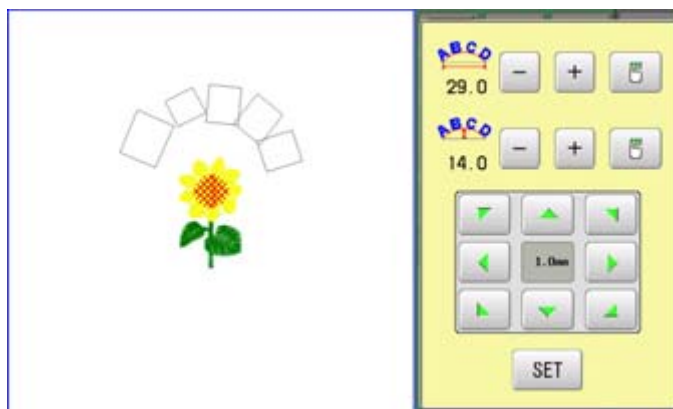 ABCD
29.0 - +
ABCD
14.0 - +
1.0mm
SET